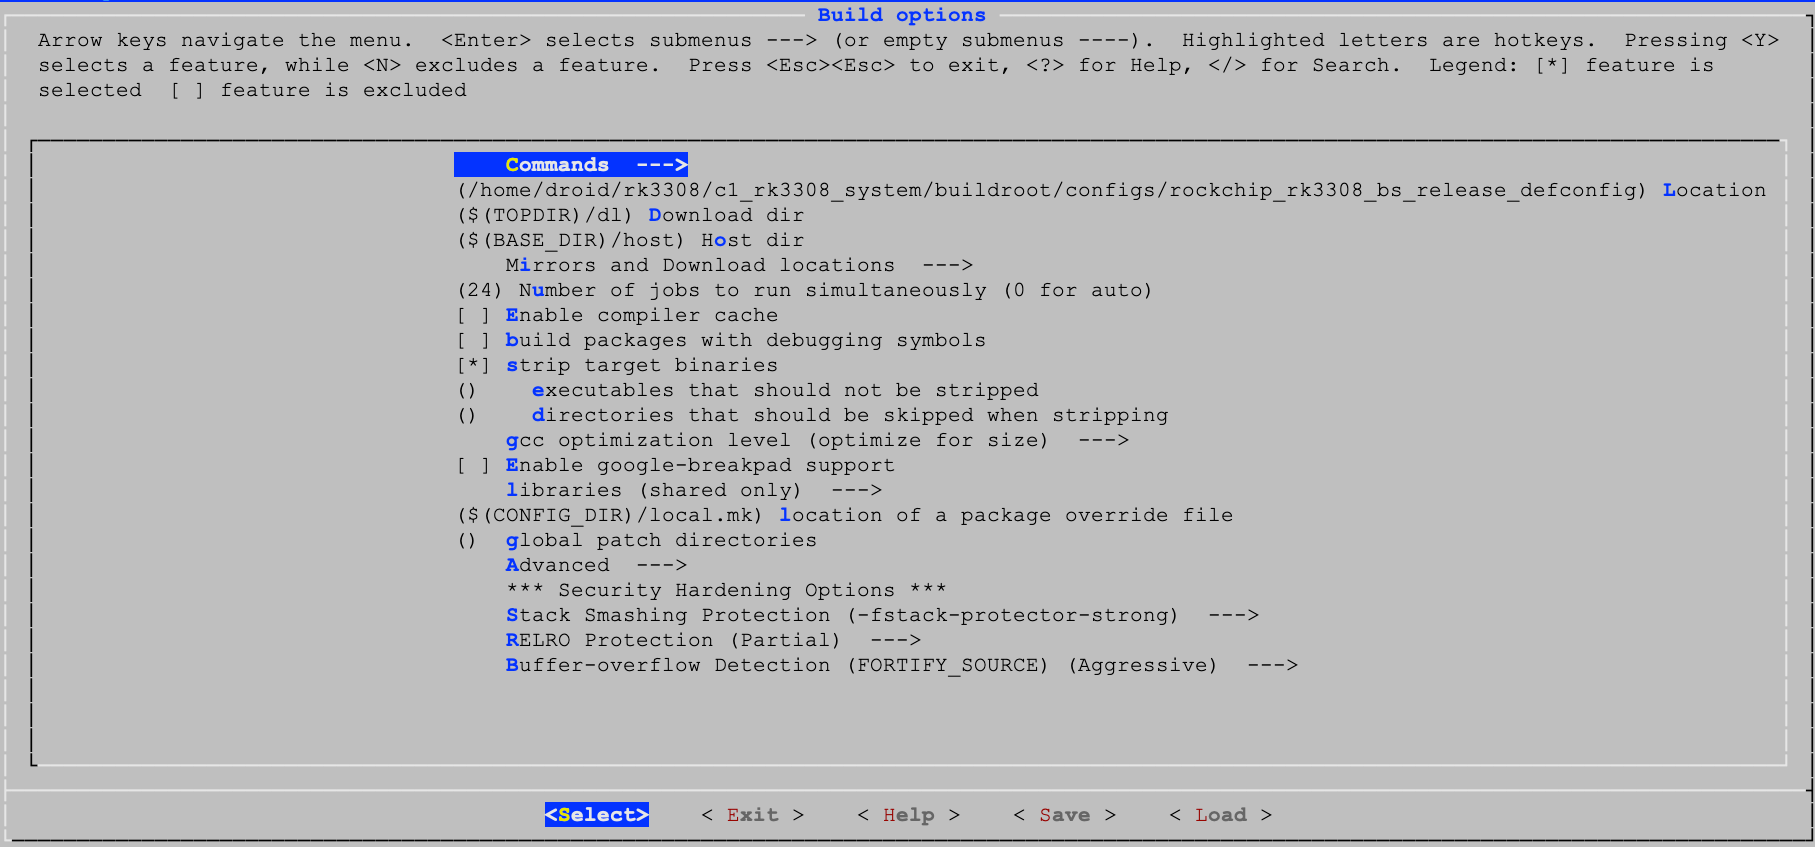 Build options
Arrow keys navigate the menu.  <Enter> selects submenus ---> (or empty submenus ----).  Highlighted letters are hotkeys.  Pressing <Y>
selects a feature, while <N> excludes a feature.  Press <Esc><Esc> to exit, <?> for Help, </> for Search.  Legend: [*] feature is
selected  [ ] feature is excluded
Commands  --->
(/home/droid/rk3308/c1_rk3308_system/buildroot/configs/rockchip_rk3308_bs_release_defconfig) Location
($(TOPDIR)/dl) Download dir
($(BASE_DIR)/host) Host dir
Mirrors and Download locations  --->
(24) Number of jobs to run simultaneously (0 for auto)
[ ] Enable compiler cache
[ ] build packages with debugging symbols
[*] strip target binaries
()    executables that should not be stripped
()    directories that should be skipped when stripping
gcc optimization level (optimize for size)  --->
[ ] Enable google-breakpad support
libraries (shared only)  --->
($(CONFIG_DIR)/local.mk) location of a package override file
()  global patch directories
Advanced  --->
*** Security Hardening Options ***
Stack Smashing Protection (-fstack-protector-strong)  --->
RELRO Protection (Partial)  --->
Buffer-overflow Detection (FORTIFY_SOURCE) (Aggressive)  --->
<Select>    < Exit >    < Help >    < Save >    < Load >